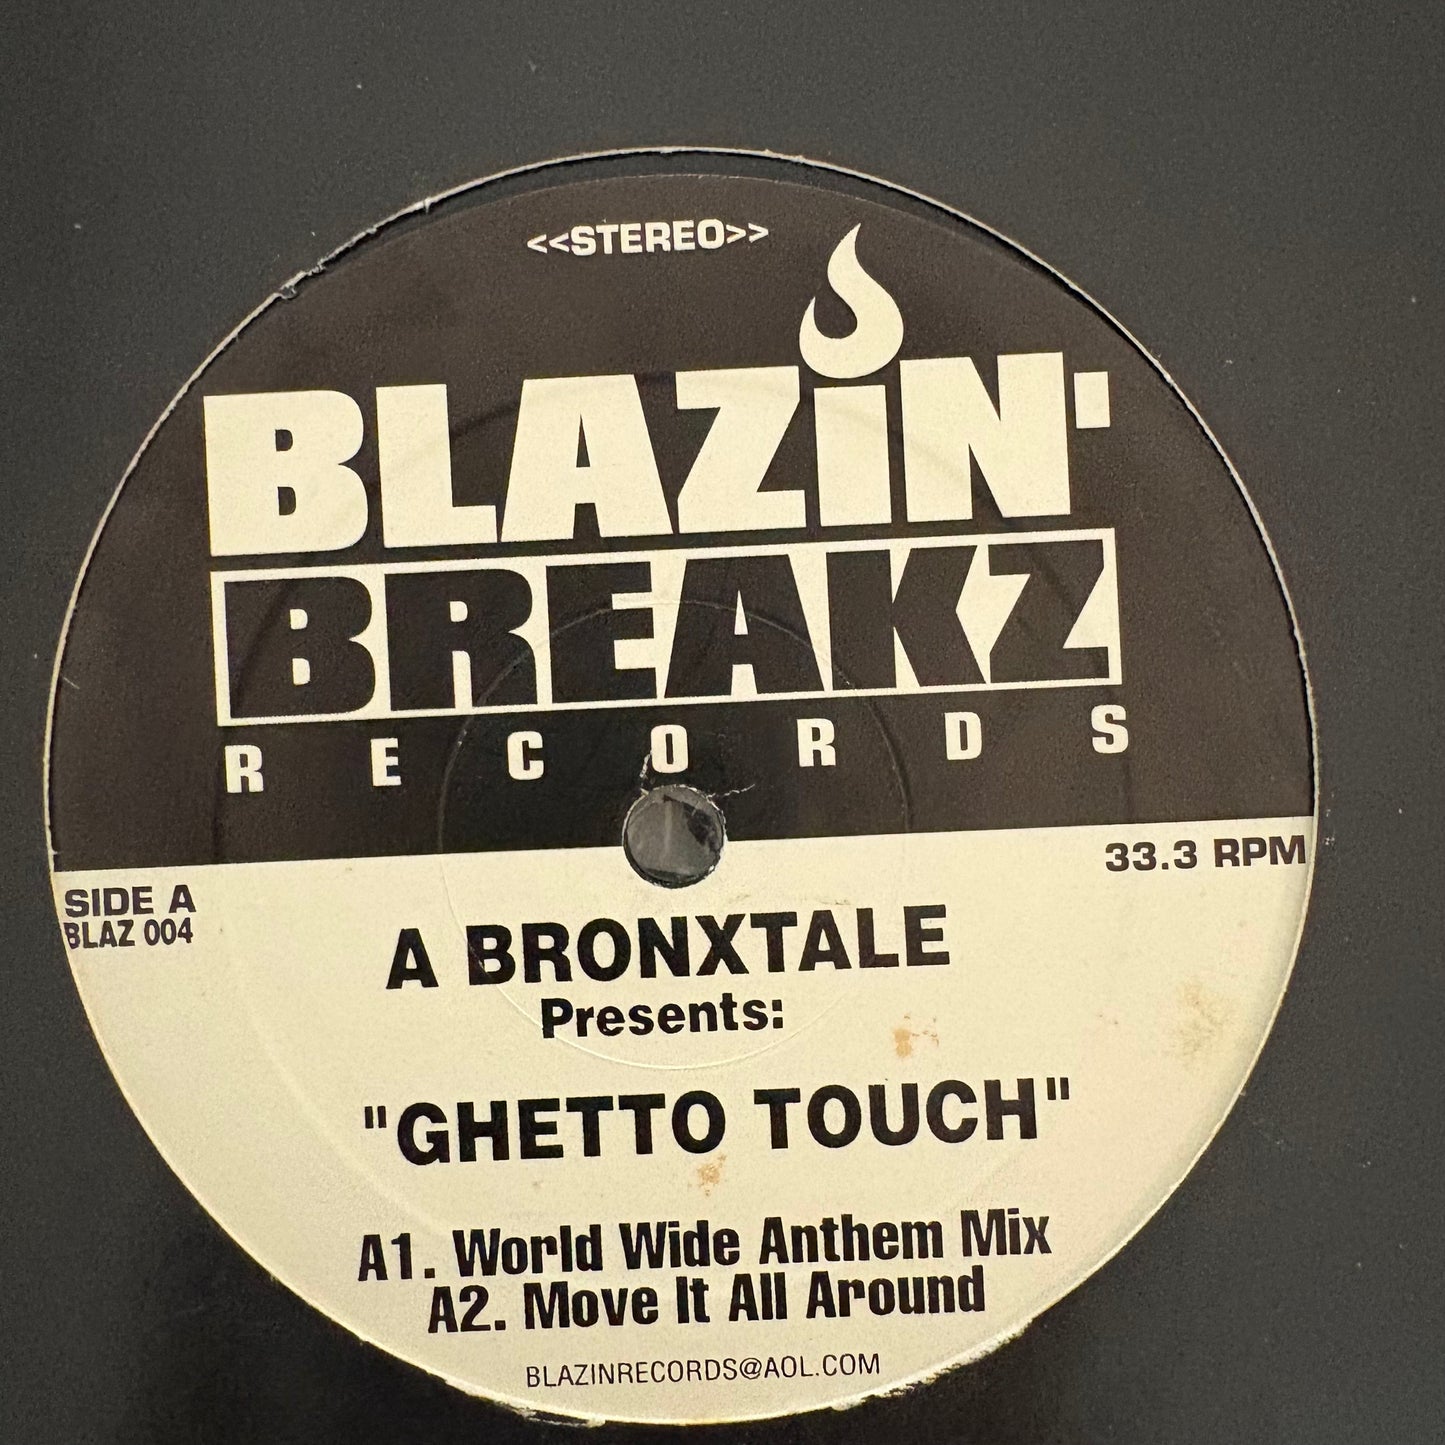 <<STEREO>>
BLAZiN'
BREAKZ
RECORDS
33.3 RPM
SIDE A
BLAZ 004
A BRONXTALE
Presents:
"GHETTO TOUCH"
A1. World Wide Anthem Mix
A2. Move It All Around
BLAZINRECORDS@AOL.COM